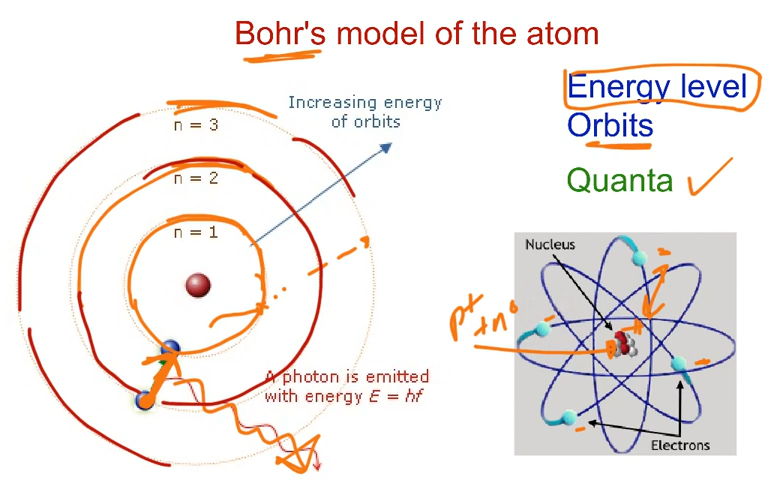 Bohr's model of the atom
Energy level
Orbits
Quanta ✓
Increasing energy
of orbits
n = 3
n = 2
n = 1
A photon is emitted
with energy E = hf
Nucleus
p+
+n°
Electrons